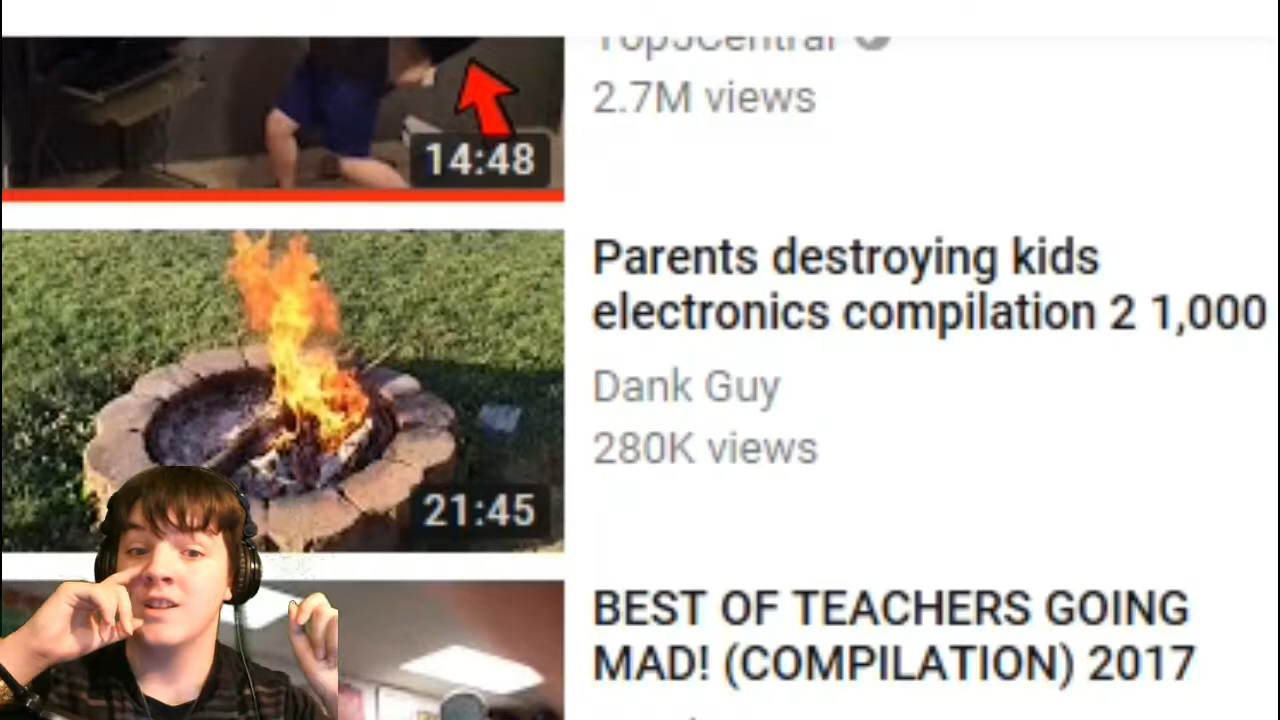 Top5Central
2.7M views
14:48
Parents destroying kids
electronics compilation 2 1,000
Dank Guy
280K views
21:45
BEST OF TEACHERS GOING
MAD! (COMPILATION) 2017